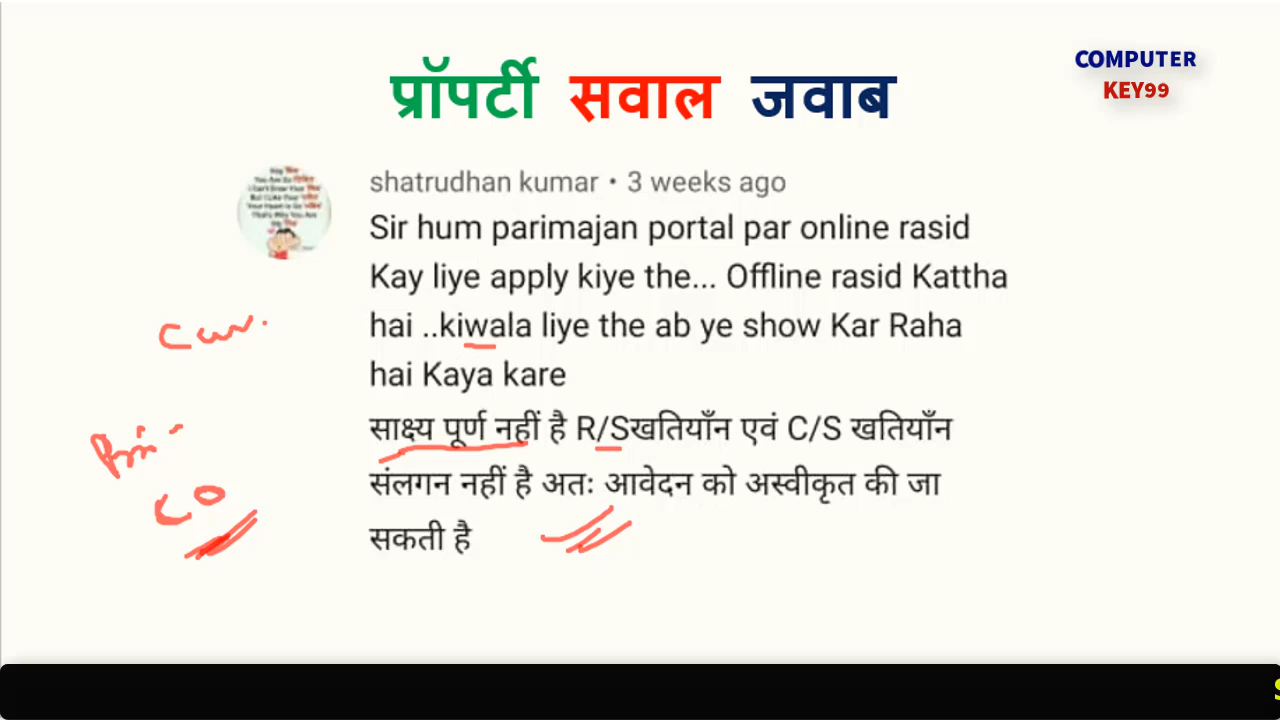 प्रॉपर्टी सवाल जवाब
COMPUTER
KEY99
shatrudhan kumar • 3 weeks ago
Sir hum parimajan portal par online rasid
Kay liye apply kiye the... Offline rasid Kattha
hai ..kiwala liye the ab ye show Kar Raha
hai Kaya kare
साक्ष्य पूर्ण नहीं है R/Sखतियाँन एवं C/S खतियाँन
संलगन नहीं है अतः आवेदन को अस्वीकृत की जा
सकती है
CO